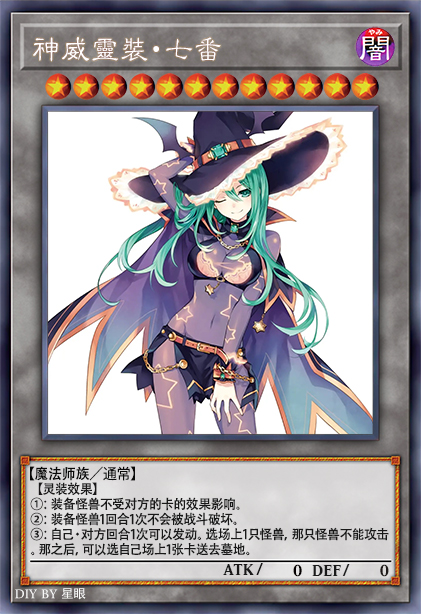 神威靈装・七番
やみ
闇
【魔法师族／通常】
【灵装效果】
①：装备怪兽不受对方的卡的效果影响。
②：装备怪兽1回合1次不会被战斗破坏。
③：自己・对方回合1次可以发动。选场上1只怪兽，那只怪兽不能攻击
。那之后，可以选自己场上1张卡送去墓地。
ATK/ 0 DEF/ 0
DIY BY 星眼